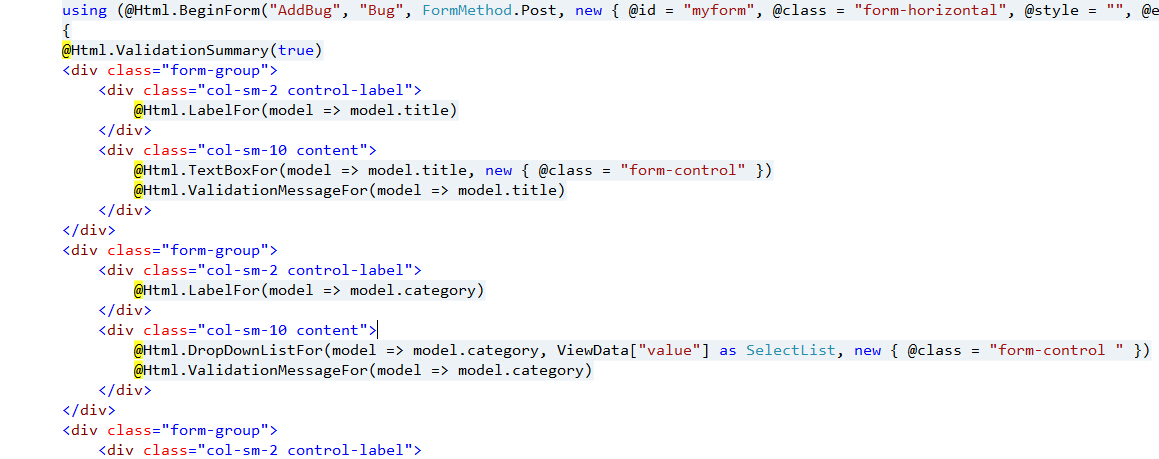 using (@Html.BeginForm("AddBug", "Bug", FormMethod.Post, new { @id = "myform", @class = "form-horizontal", @style = "", @e
{
@Html.ValidationSummary(true)
<div class="form-group">
<div class="col-sm-2 control-label">
@Html.LabelFor(model => model.title)
</div>
<div class="col-sm-10 content">
@Html.TextBoxFor(model => model.title, new { @class = "form-control" })
@Html.ValidationMessageFor(model => model.title)
</div>
</div>
<div class="form-group">
<div class="col-sm-2 control-label">
@Html.LabelFor(model => model.category)
</div>
<div class="col-sm-10 content">
@Html.DropDownListFor(model => model.category, ViewData["value"] as SelectList, new { @class = "form-control " })
@Html.ValidationMessageFor(model => model.category)
</div>
</div>
<div class="form-group">
<div class="col-sm-2 control-label">